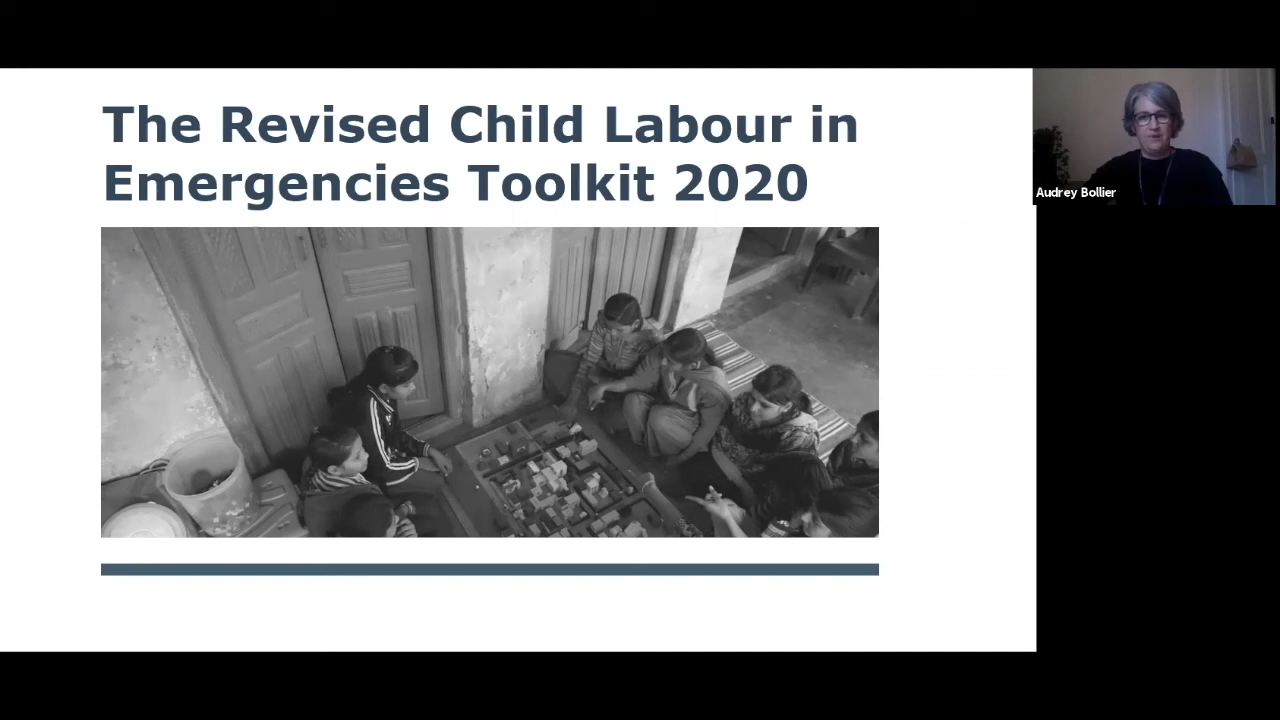 The Revised Child Labour in
Emergencies Toolkit 2020
Audrey Bollier